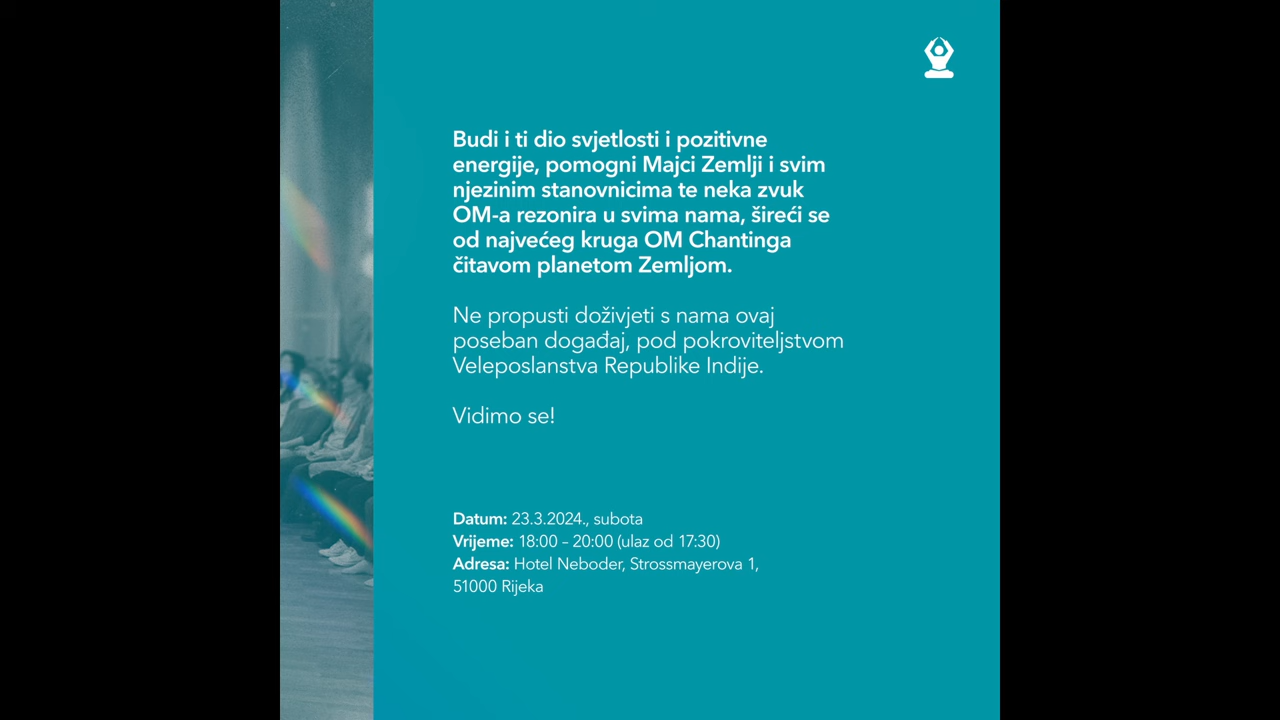 Budi i ti dio svjetlosti i pozitivne
energije, pomogni Majci Zemlji i svim
njezinim stanovnicima te neka zvuk
OM-a rezonira u svima nama, šireći se
od najvećeg kruga OM Chantinga
čitavom planetom Zemljom.
Ne propusti doživjeti s nama ovaj
poseban događaj, pod pokroviteljstvom
Veleposlanstva Republike Indije.
Vidimo se!
Datum: 23.3.2024., subota
Vrijeme: 18:00 – 20:00 (ulaz od 17:30)
Adresa: Hotel Neboder, Strossmayerova 1,
51000 Rijeka